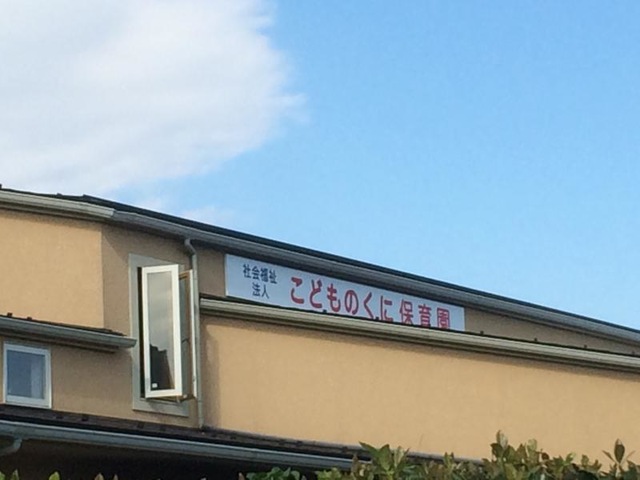 社会福祉
法人
こどものくに保育園